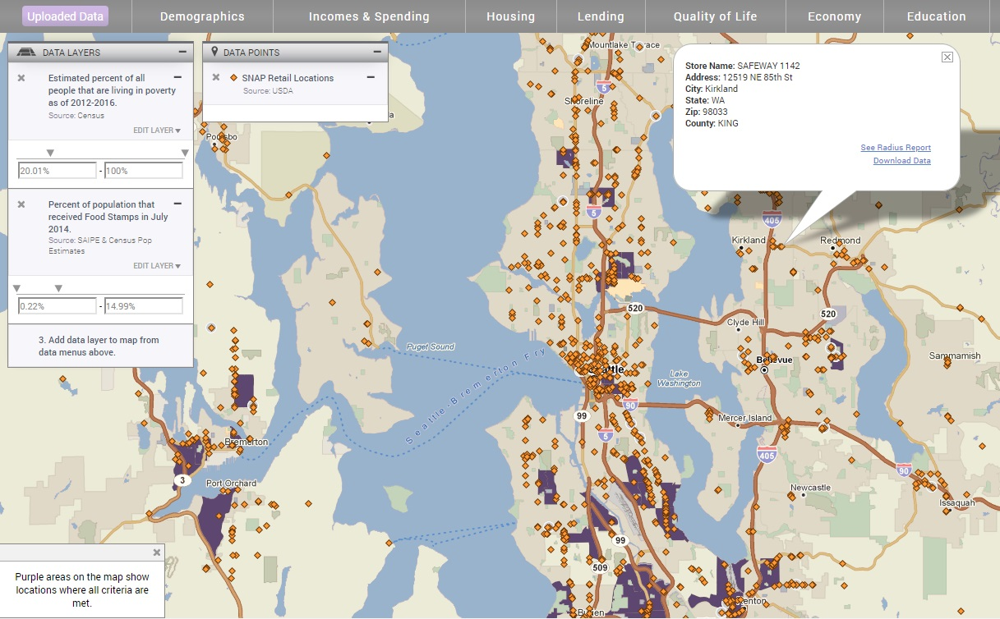 Uploaded Data
Demographics
Incomes & Spending
Housing
Lending
Quality of Life
Economy
Education
DATA LAYERS
Estimated percent of all
people that are living in poverty
as of 2012-2016.
Source: Census
EDIT LAYER
20.01% - 100%
Percent of population that
received Food Stamps in July
2014.
Source: SAIPE & Census Pop
Estimates
EDIT LAYER
0.22% - 14.99%
3. Add data layer to map from
data menus above.
DATA POINTS
SNAP Retail Locations
Source: USDA
Store Name: SAFEWAY 1142
Address: 12519 NE 85th St
City: Kirkland
State: WA
Zip: 98033
County: KING
See Radius Report
Download Data
Mountlake Terrace
5
Shoreline
5
405
Kirkland
Redmond
520
520
Clyde Hill
Bellevue
Sammamish
Puget Sound
Seattle-Bremerton Fry
Seattle
Lake
Washington
90
99
Mercer Island
5
405
90
Bremerton
3
Port Orchard
Newcastle
Issaquah
99
509
Purple areas on the map show
locations where all criteria are
met.